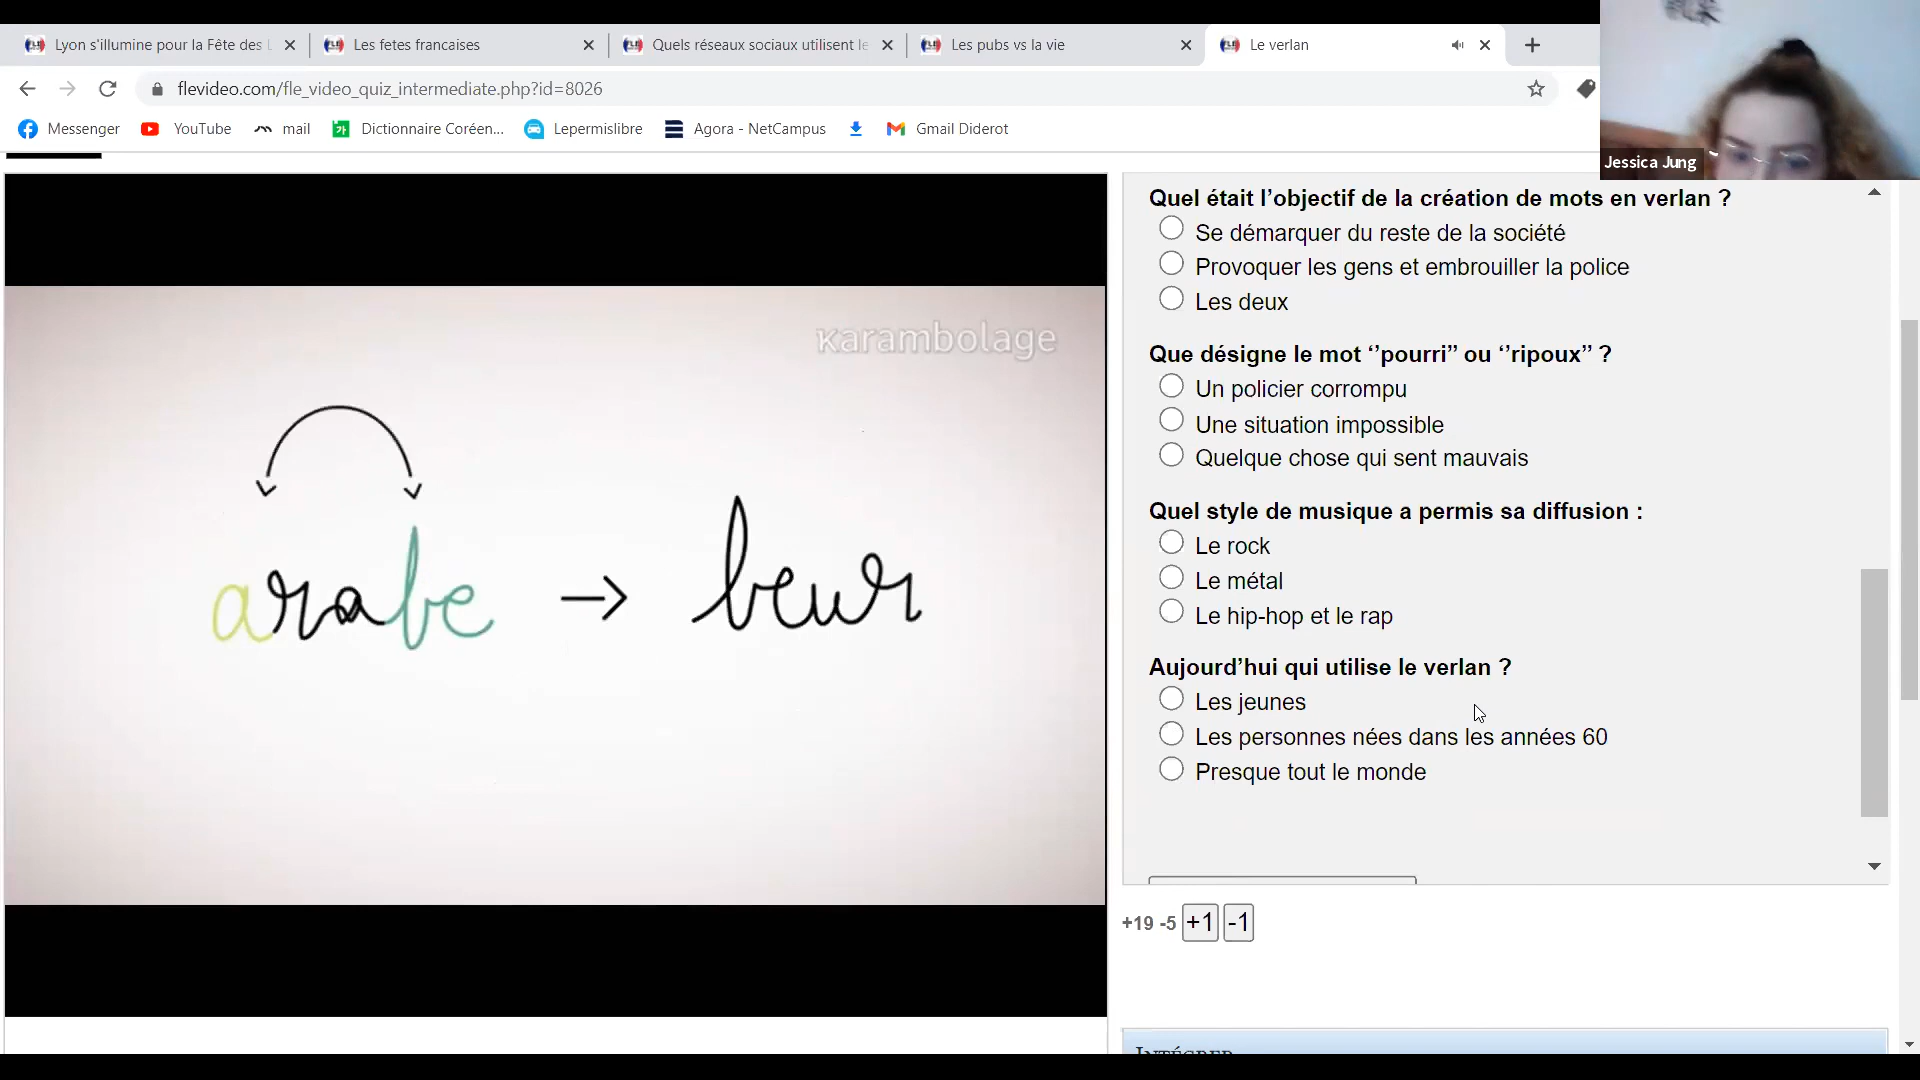 Lyon s'illumine pour la Fête des
Les fetes francaises
Quels réseaux sociaux utilisent le
Les pubs vs la vie
Le verlan
flevideo.com/fle_video_quiz_intermediate.php?id=8026
Messenger
YouTube
mail
Dictionnaire Coréen...
Lepermislibre
Agora - NetCampus
Gmail Diderot
Jessica Jung
karambolage
arabe → beur
Quel était l’objectif de la création de mots en verlan ?
Se démarquer du reste de la société
Provoquer les gens et embrouiller la police
Les deux
Que désigne le mot ‘’pourri’’ ou ‘’ripoux’’ ?
Un policier corrompu
Une situation impossible
Quelque chose qui sent mauvais
Quel style de musique a permis sa diffusion :
Le rock
Le métal
Le hip-hop et le rap
Aujourd’hui qui utilise le verlan ?
Les jeunes
Les personnes nées dans les années 60
Presque tout le monde
+19 -5 +1 -1
INTÉGRER